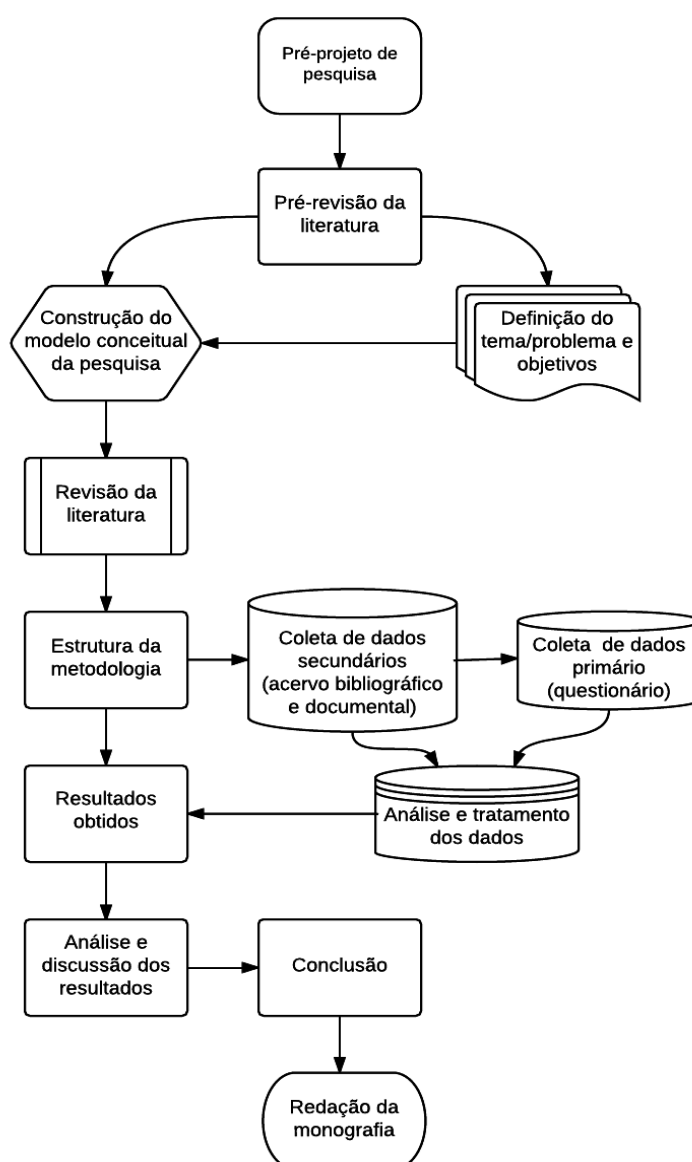 Pré-projeto de
pesquisa
Pré-revisão da
literatura
Construção do
modelo conceitual
da pesquisa
Definição do
tema/problema e
objetivos
Revisão da
literatura
Estrutura da
metodologia
Coleta de dados
secundários
(acervo bibliográfico
e documental)
Coleta de dados
primário
(questionário)
Resultados
obtidos
Análise e tratamento
dos dados
Análise e
discussão dos
resultados
Conclusão
Redação da
monografia